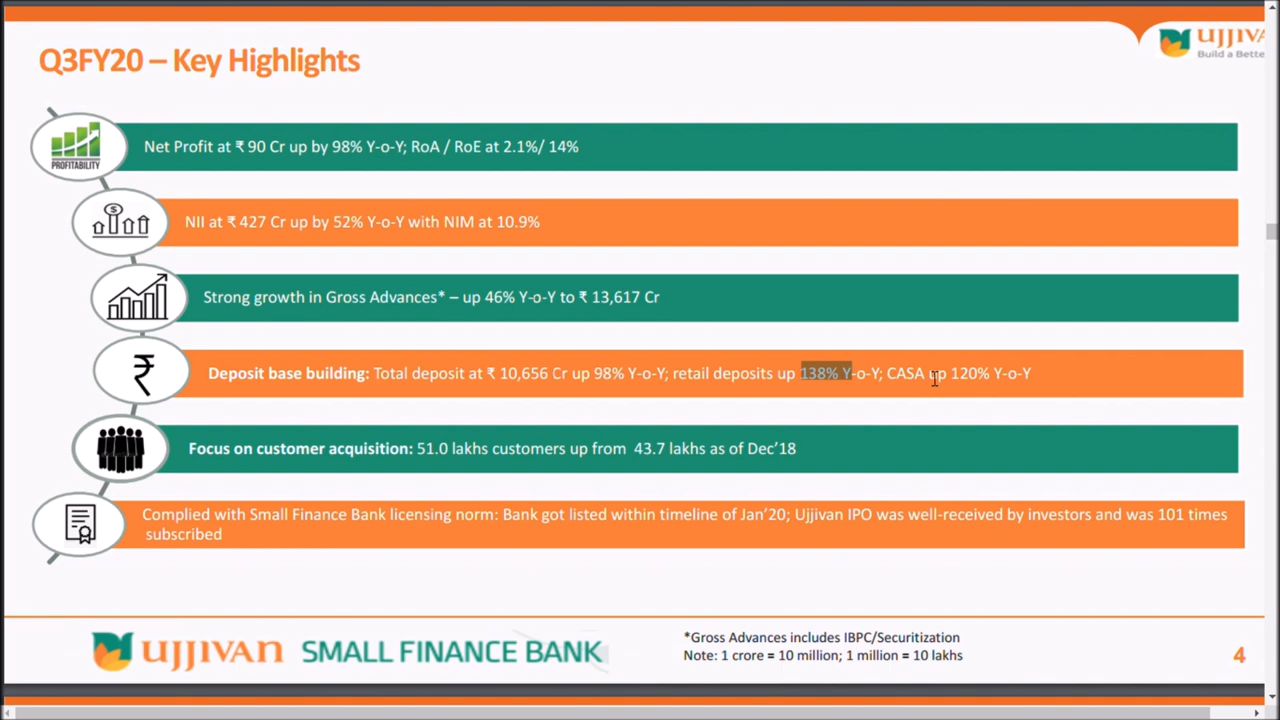 Q3FY20 – Key Highlights
Build a Bette
PROFITABILITY
Net Profit at ₹ 90 Cr up by 98% Y-o-Y; RoA / RoE at 2.1%/ 14%
NII at ₹ 427 Cr up by 52% Y-o-Y with NIM at 10.9%
Strong growth in Gross Advances* – up 46% Y-o-Y to ₹ 13,617 Cr
₹
Deposit base building: Total deposit at ₹ 10,656 Cr up 98% Y-o-Y; retail deposits up 138% Y-o-Y; CASA up 120% Y-o-Y
Focus on customer acquisition: 51.0 lakhs customers up from 43.7 lakhs as of Dec’18
Complied with Small Finance Bank licensing norm: Bank got listed within timeline of Jan’20; Ujjivan IPO was well-received by investors and was 101 times
subscribed
ujjivan SMALL FINANCE BANK
*Gross Advances includes IBPC/Securitization
Note: 1 crore = 10 million; 1 million = 10 lakhs
4